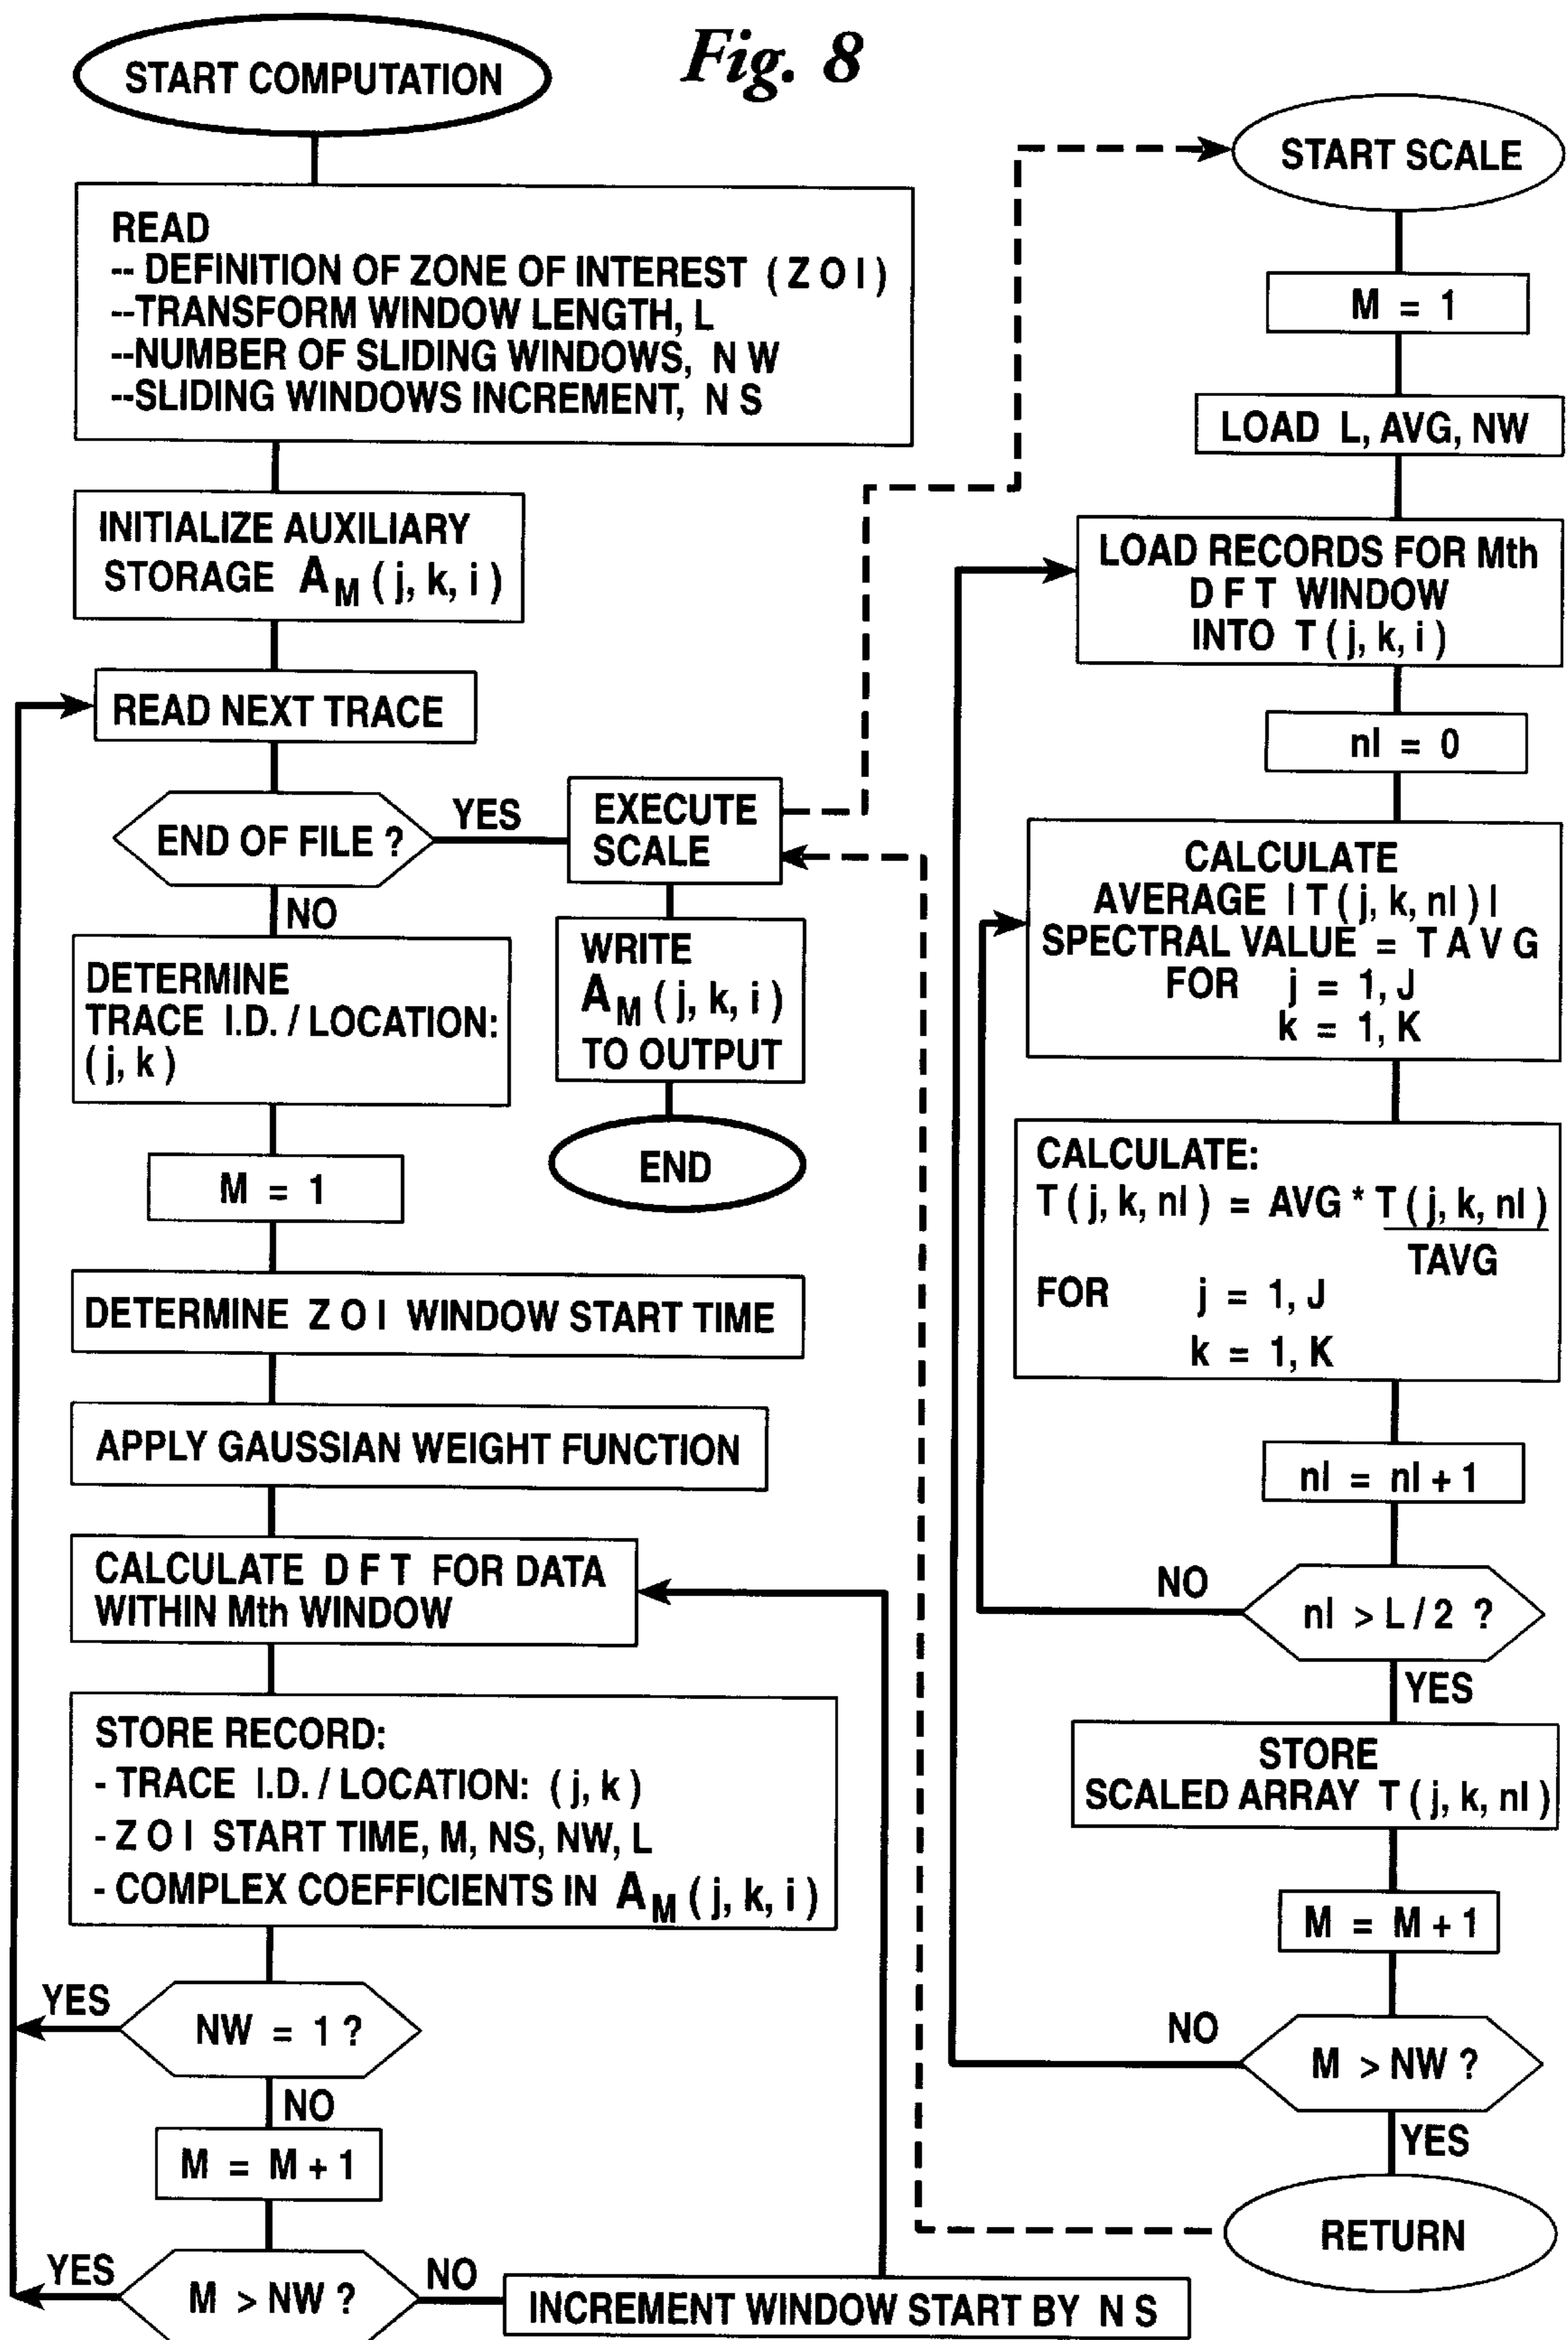 Fig. 8
START COMPUTATION
READ
-- DEFINITION OF ZONE OF INTEREST ( Z O I )
--TRANSFORM WINDOW LENGTH, L
--NUMBER OF SLIDING WINDOWS, N W
--SLIDING WINDOWS INCREMENT, N S
INITIALIZE AUXILIARY
STORAGE A_M ( j, k, i )
READ NEXT TRACE
END OF FILE ?
YES
NO
EXECUTE
SCALE
WRITE
A_M ( j, k, i )
TO OUTPUT
END
DETERMINE
TRACE I.D. / LOCATION:
( j, k )
M = 1
DETERMINE Z O I WINDOW START TIME
APPLY GAUSSIAN WEIGHT FUNCTION
CALCULATE D F T FOR DATA
WITHIN Mth WINDOW
STORE RECORD:
- TRACE I.D. / LOCATION: ( j, k )
- Z O I START TIME, M, NS, NW, L
- COMPLEX COEFFICIENTS IN A_M ( j, k, i )
YES
NW = 1 ?
NO
M = M + 1
YES
M > NW ?
NO
INCREMENT WINDOW START BY N S
START SCALE
M = 1
LOAD L, AVG, NW
LOAD RECORDS FOR Mth
D F T WINDOW
INTO T ( j, k, i )
nl = 0
CALCULATE
AVERAGE | T ( j, k, nl ) |
SPECTRAL VALUE = T A V G
FOR j = 1, J
k = 1, K
CALCULATE:
T ( j, k, nl ) = AVG * T ( j, k, nl )
TAVG
FOR j = 1, J
k = 1, K
nl = nl + 1
NO
nl > L / 2 ?
YES
STORE
SCALED ARRAY T ( j, k, nl )
M = M + 1
NO
M > NW ?
YES
RETURN